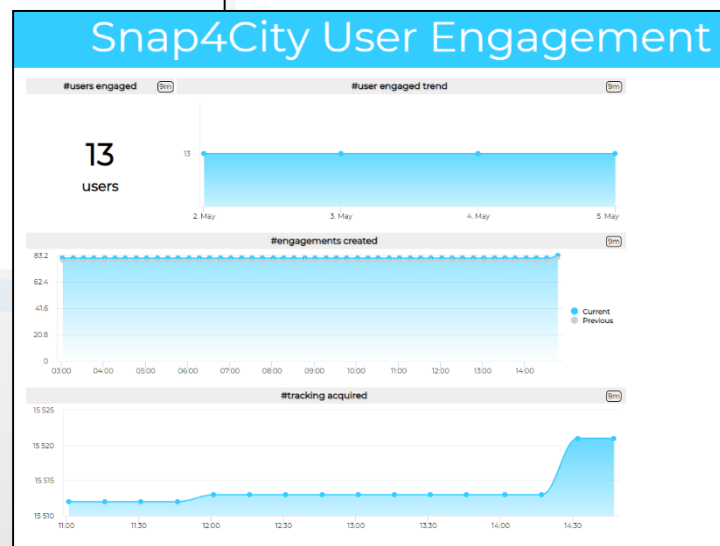 Snap4City User Engagement
#users engaged 9m
#user engaged trend 9m
13
users
13
2. May 3. May 4. May 5. May
#engagements created 9m
83.2
62.4
41.6
20.8
0
03:00 04:00 05:00 06:00 07:00 08:00 09:00 10:00 11:00 12:00 13:00 14:00
Current
Previous
#tracking acquired 9m
15 525
15 520
15 515
15 510
11:00 11:30 12:00 12:30 13:00 13:30 14:00 14:30